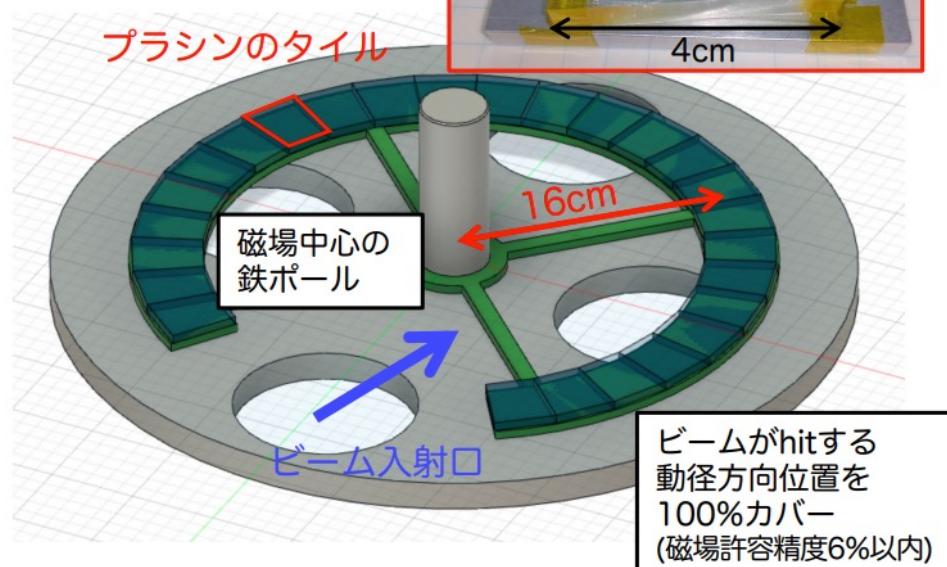 プラシンのタイル
4cm
16cm
磁場中心の
鉄ポール
ビーム入射口
ビームがhitする
動径方向位置を
100%カバー
(磁場許容精度6%以内)